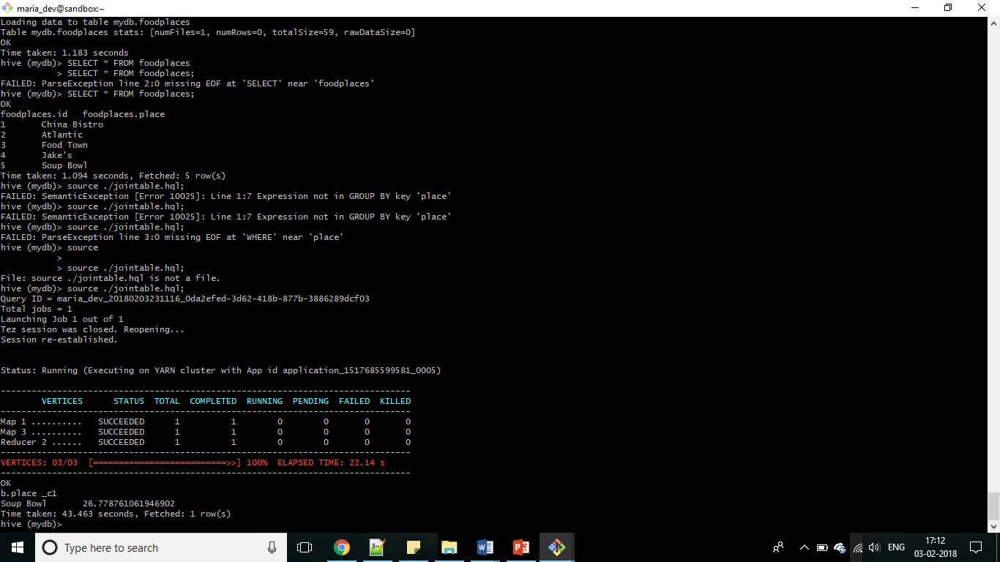 maria_dev@sandbox:~
Loading data to table mydb.foodplaces
Table mydb.foodplaces stats: [numFiles=1, numRows=0, totalSize=59, rawDataSize=0]
OK
Time taken: 1.183 seconds
hive (mydb)> SELECT * FROM foodplaces
           > SELECT * FROM foodplaces;
FAILED: ParseException line 2:0 missing EOF at 'SELECT' near 'foodplaces'
hive (mydb)> SELECT * FROM foodplaces;
OK
foodplaces.id   foodplaces.place
1       China Bistro
2       Atlantic
3       Food Town
4       Jake's
5       Soup Bowl
Time taken: 1.094 seconds, Fetched: 5 row(s)
hive (mydb)> source ./jointable.hql;
FAILED: SemanticException [Error 10025]: Line 1:7 Expression not in GROUP BY key 'place'
hive (mydb)> source ./jointable.hql;
FAILED: SemanticException [Error 10025]: Line 1:7 Expression not in GROUP BY key 'place'
hive (mydb)> source ./jointable.hql;
FAILED: ParseException line 3:0 missing EOF at 'WHERE' near 'place'
hive (mydb)> source
           >
           > source ./jointable.hql;
File: source ./jointable.hql is not a file.
hive (mydb)> source ./jointable.hql;
Query ID = maria_dev_20180203231116_0da2efed-3d62-418b-877b-3886289dcf03
Total jobs = 1
Launching Job 1 out of 1
Tez session was closed. Reopening...
Session re-established.
Status: Running (Executing on YARN cluster with App id application_1517685599581_0005)
--------------------------------------------------------------------------------
        VERTICES      STATUS  TOTAL  COMPLETED  RUNNING  PENDING  FAILED  KILLED
--------------------------------------------------------------------------------
Map 1 ..........   SUCCEEDED      1          1        0        0       0       0
Map 3 ..........   SUCCEEDED      1          1        0        0       0       0
Reducer 2 ......   SUCCEEDED      1          1        0        0       0       0
--------------------------------------------------------------------------------
VERTICES: 03/03  [==========================>>] 100%  ELAPSED TIME: 22.14 s
--------------------------------------------------------------------------------
OK
b.place _c1
Soup Bowl       26.778761061946902
Time taken: 43.463 seconds, Fetched: 1 row(s)
hive (mydb)>
Type here to search
ENG
17:12
03-02-2018